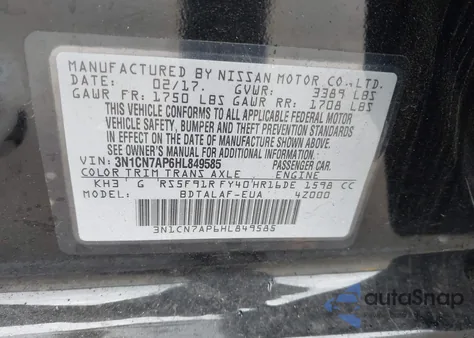 MANUFACTURED BY NISSAN MOTOR CO., LTD.
DATE: 02/17. GVWR: 3389 LBS
GAWR FR: 1750 LBS GAWR RR: 1708 LBS
THIS VEHICLE CONFORMS TO ALL APPLICABLE FEDERAL MOTOR
VEHICLE SAFETY, BUMPER AND THEFT PREVENTION STANDARDS
IN EFFECT ON THE DATE OF MANUFACTURE SHOWN ABOVE.
SEE OWNER'S MANUAL FOR ADDITIONAL INFORMATION.
VIN: 3N1CN7AP6HL849585 PASSENGER CAR.
COLOR TRIM TRANS AXLE ENGINE
KH3 G RS5F91R FY40 HR16DE 1598 CC
MODEL: BDTALAF-EUA 42000
3N1CN7AP6HL849585
autoSnap